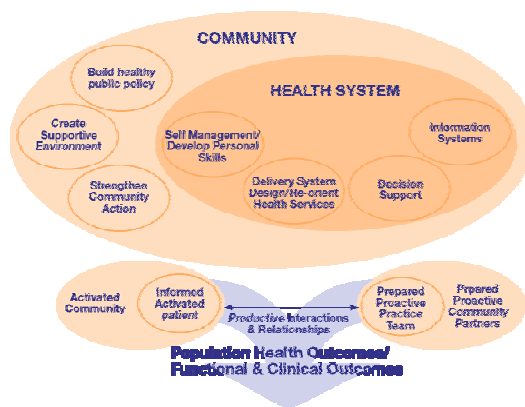 COMMUNITY
Build healthy
public policy
HEALTH SYSTEM
Create
Supportive
Environment
Self Management/
Develop Personal
Skills
Information
Systems
Strengthen
Community
Action
Delivery System
Design/Re-orient
Health Services
Decision
Support
Activated
Community
Informed
Activated
patient
Productive Interactions
& Relationships
Prepared
Proactive
Practice
Team
Prpared
Proactive
Community
Partners
Population Health Outcomes/
Functional & Clinical Outcomes